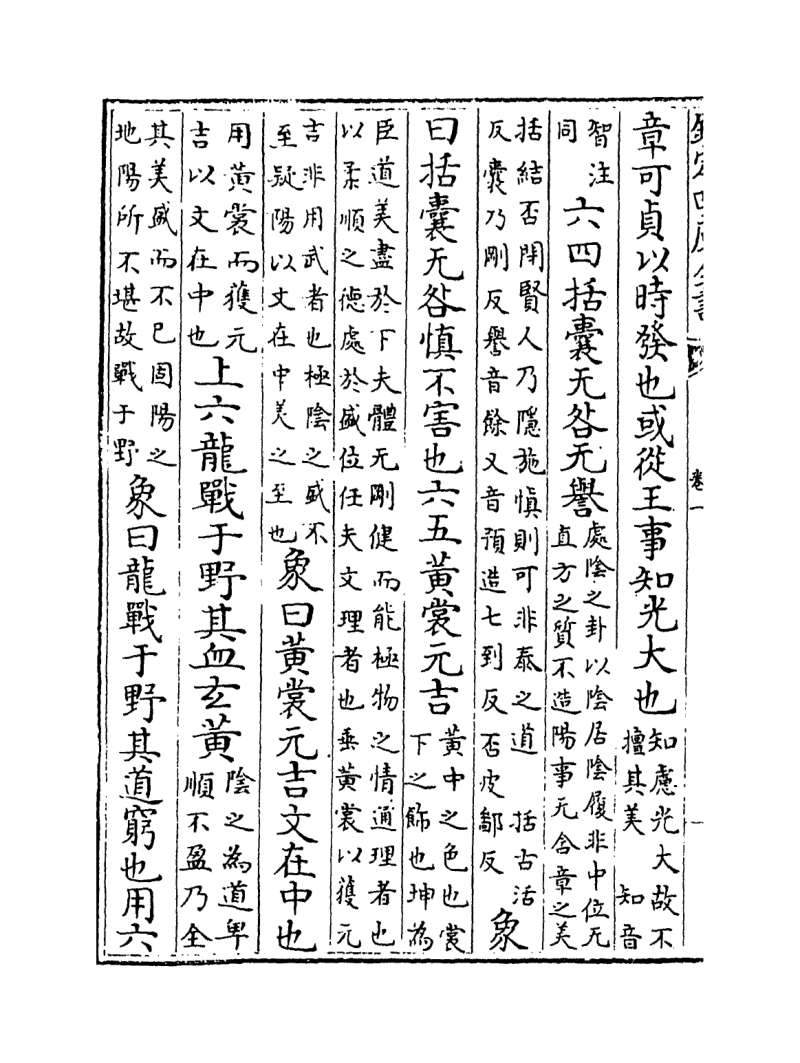 欽定四庫全書
卷一
章可貞以時發也或從王事知光大也知慮光大故不擅其美 知音
智注同 六四括囊无咎无譽處陰之卦以陰居陰履非中位无直方之質不造陽事无含章之美
括結否閉賢人乃隱施愼則可非泰之道 括古活反囊乃剛反譽音餘又音預造七到反否皮鄙反 象
曰括囊无咎慎不害也六五黃裳元吉黃中之色也裳下之飾也坤為
臣道美盡於下夫體无剛健而能極物之情通理者也以柔順之德處於盛位任夫文理者也垂黃裳以獲元
吉非用武者也極陰之盛不至疑陽以文在中美之至也 象曰黃裳元吉文在中也
用黃裳而獲元吉以文在中也 上六龍戰于野其血玄黃陰之為道卑順不盈乃全
其美盛而不已固陽之地陽所不堪故戰于野 象曰龍戰于野其道窮也用六